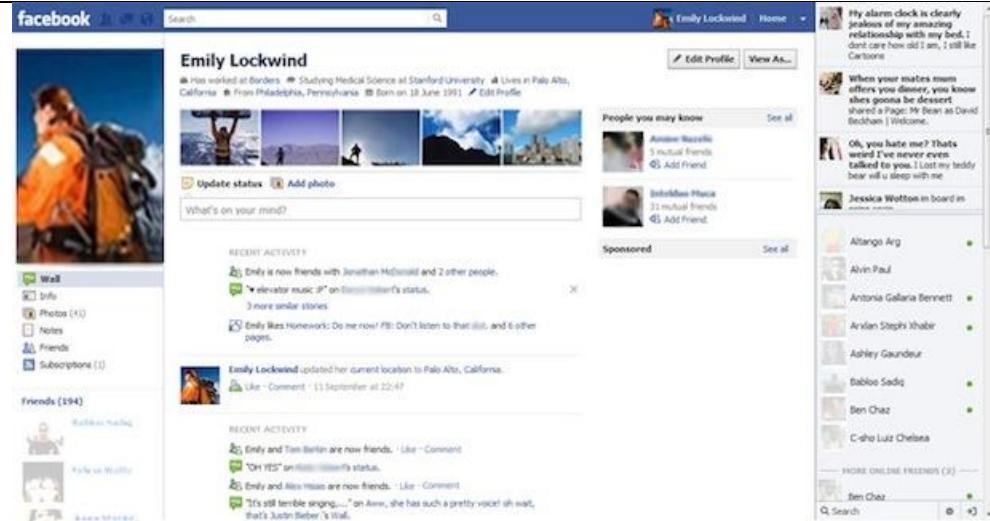 facebook
Search
Emily Lockwind
Home
Emily Lockwind
Edit Profile
View As...
Has worked at Borders Studying Medical Science at Stanford University Lives in Palo Alto,
California From Philadelphia, Pennsylvania Born on 18 June 1991 Edit Profile
Update status Add photo
What's on your mind?
RECENT ACTIVITY
Emily is now friends with and 2 other people.
"♥ elevator music :P" on status.
3 more similar stories
Emily likes Homework: Do me now! FB: Don't listen to that and 6 other
pages.
Emily Lockwind updated her current location to Palo Alto, California.
Like · Comment · 11 September at 22:47
RECENT ACTIVITY
Emily and are now friends. · Like · Comment
"OH YES" on status.
Emily and are now friends. · Like · Comment
"It's still terrible singing,..." on Aww, she has such a pretty voice! oh wait,
that's Justin Bieber.'s Wall.
Wall
Info
Photos (41)
Notes
Friends
Subscriptions (1)
Friends (194)
People you may know
See all
5 mutual friends
Add Friend
31 mutual friends
Add Friend
Sponsored
See all
My alarm clock is clearly
jealous of my amazing
relationship with my bed. I
dont care how old I am, I still like
Cartoons
When your mates mum
offers you dinner, you know
shes gonna be dessert
shared a Page: Mr Bean as David
Beckham | Welcome.
Oh, you hate me? Thats
weird I've never even
talked to you. I Lost my teddy
bear will u sleep with me
Jessica Wotton in board im
Altango Arg
Alvin Paul
Antonia Gallaria Bennett
Arxlan Stephi Xhabir
Ashley Gaundeur
Babloo Sadiq
Ben Chaz
C-sho Luiz Chelsea
MORE ONLINE FRIENDS (3)
Ben Chaz
Search